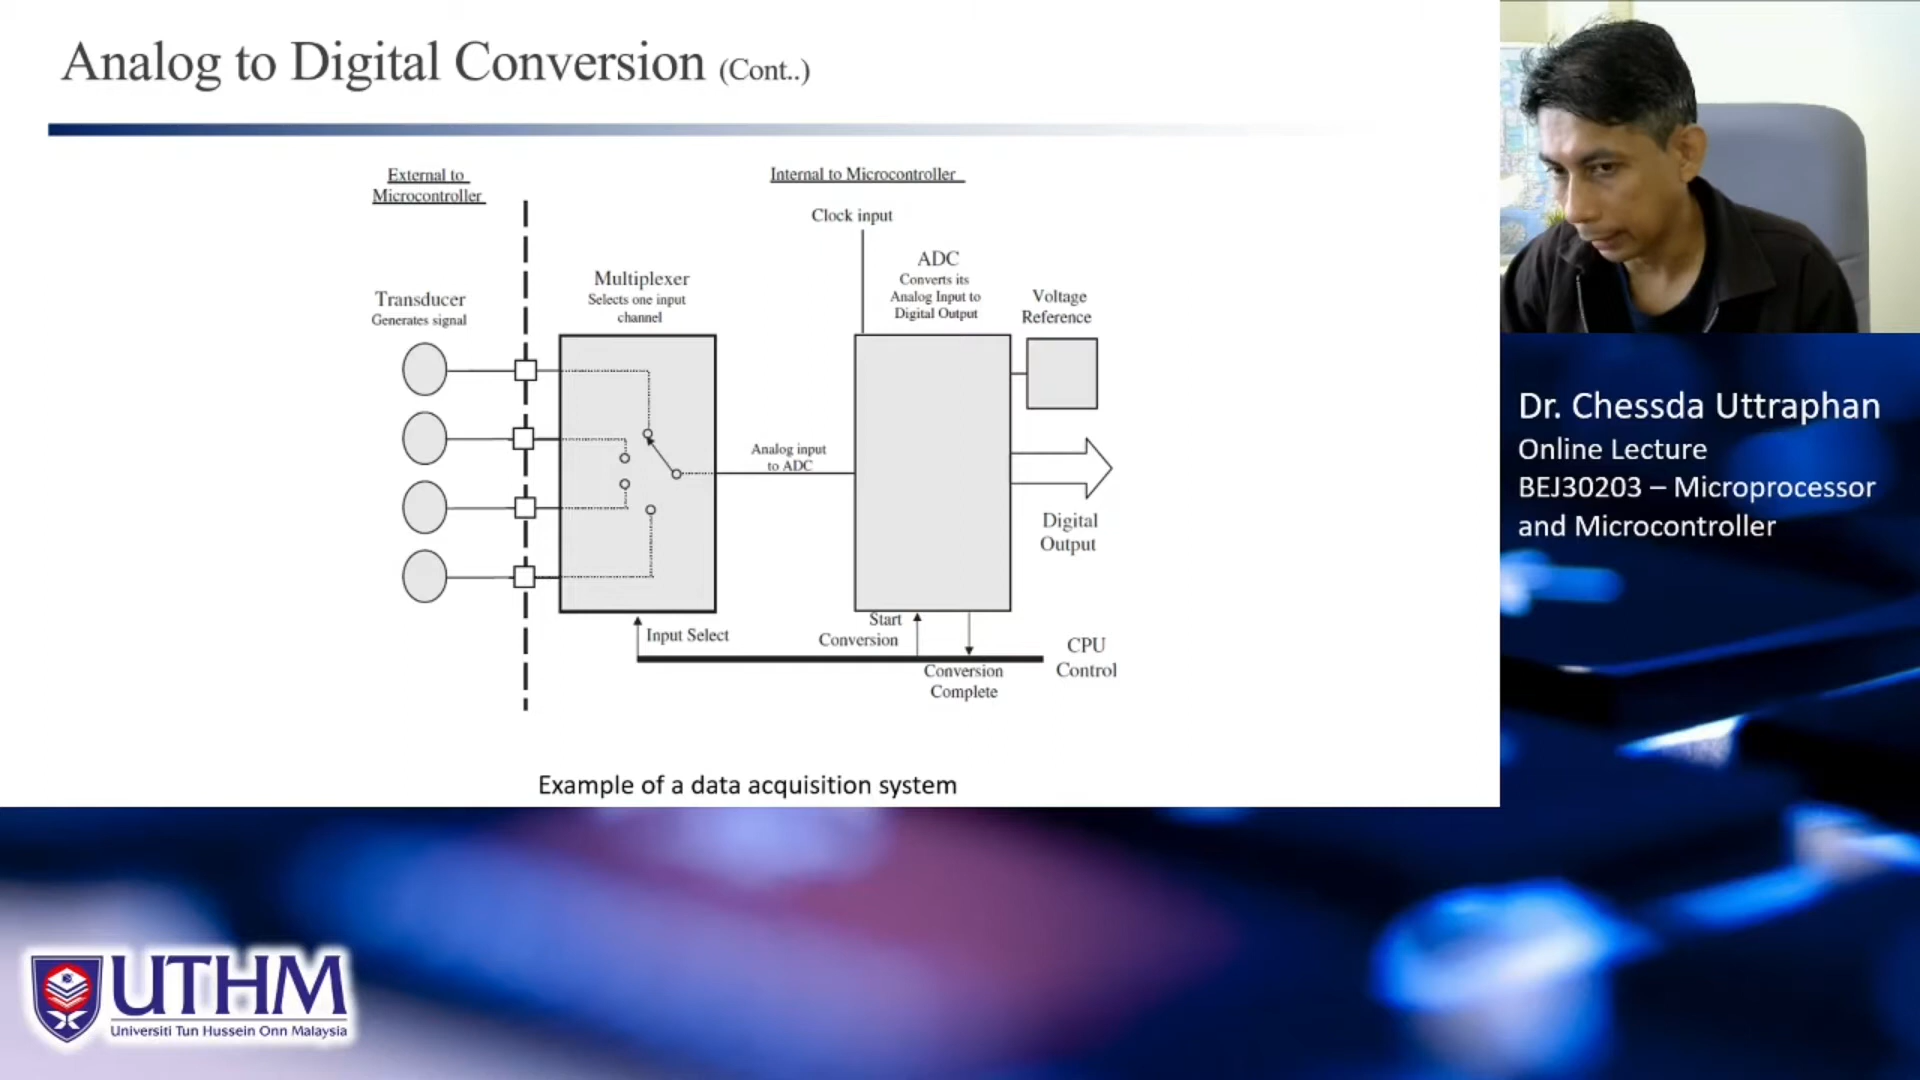 Analog to Digital Conversion (Cont..)
External to
Microcontroller
Internal to Microcontroller
Clock input
ADC
Converts its
Analog Input to
Digital Output
Multiplexer
Selects one input
channel
Transducer
Generates signal
Voltage
Reference
Analog input
to ADC
Digital
Output
Input Select
Start
Conversion
Conversion
Complete
CPU
Control
Example of a data acquisition system
Dr. Chessda Uttraphan
Online Lecture
BEJ30203 – Microprocessor
and Microcontroller
UTHM
Universiti Tun Hussein Onn Malaysia